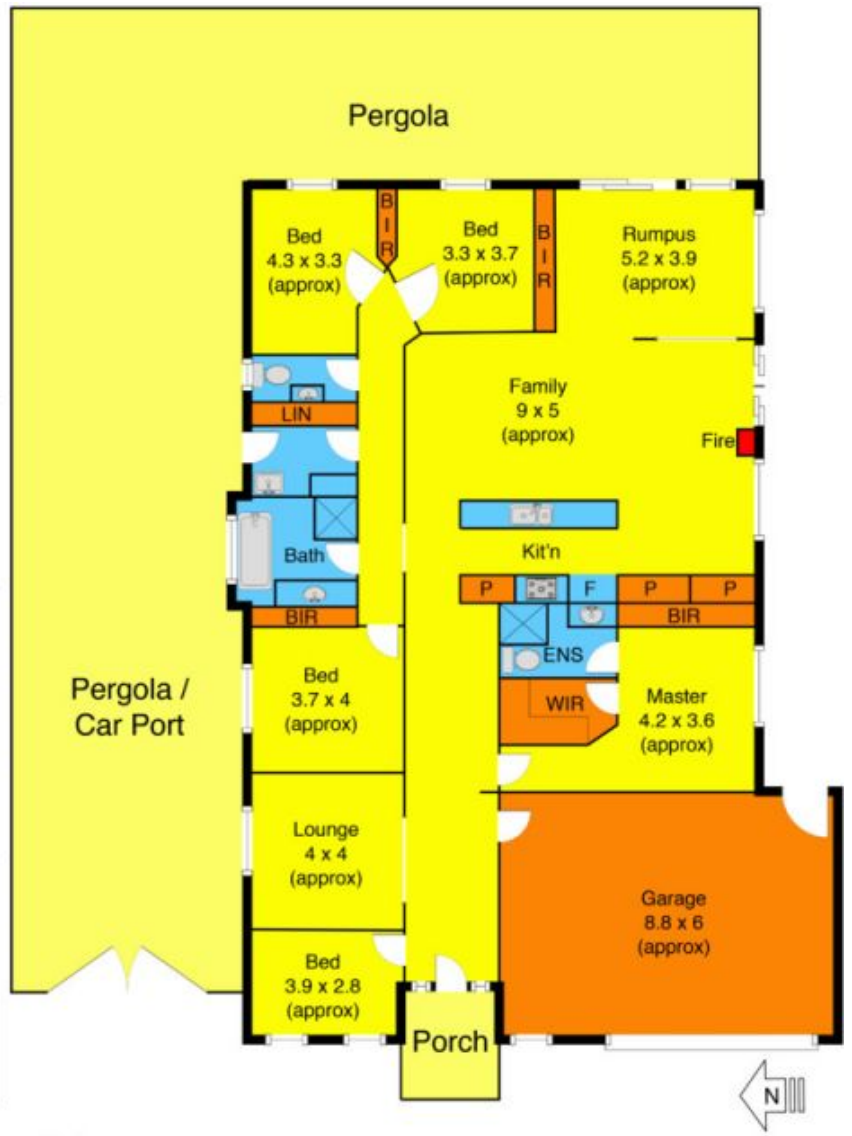 Pergola
Bed
4.3 x 3.3
(approx)
B
I
R
Bed
3.3 x 3.7
(approx)
B
I
R
Rumpus
5.2 x 3.9
(approx)
LIN
Family
9 x 5
(approx)
Fire
Bath
Kit'n
P
F
P
P
BIR
BIR
ENS
Pergola /
Car Port
Bed
3.7 x 4
(approx)
WIR
Master
4.2 x 3.6
(approx)
Lounge
4 x 4
(approx)
Garage
8.8 x 6
(approx)
Bed
3.9 x 2.8
(approx)
Porch
N